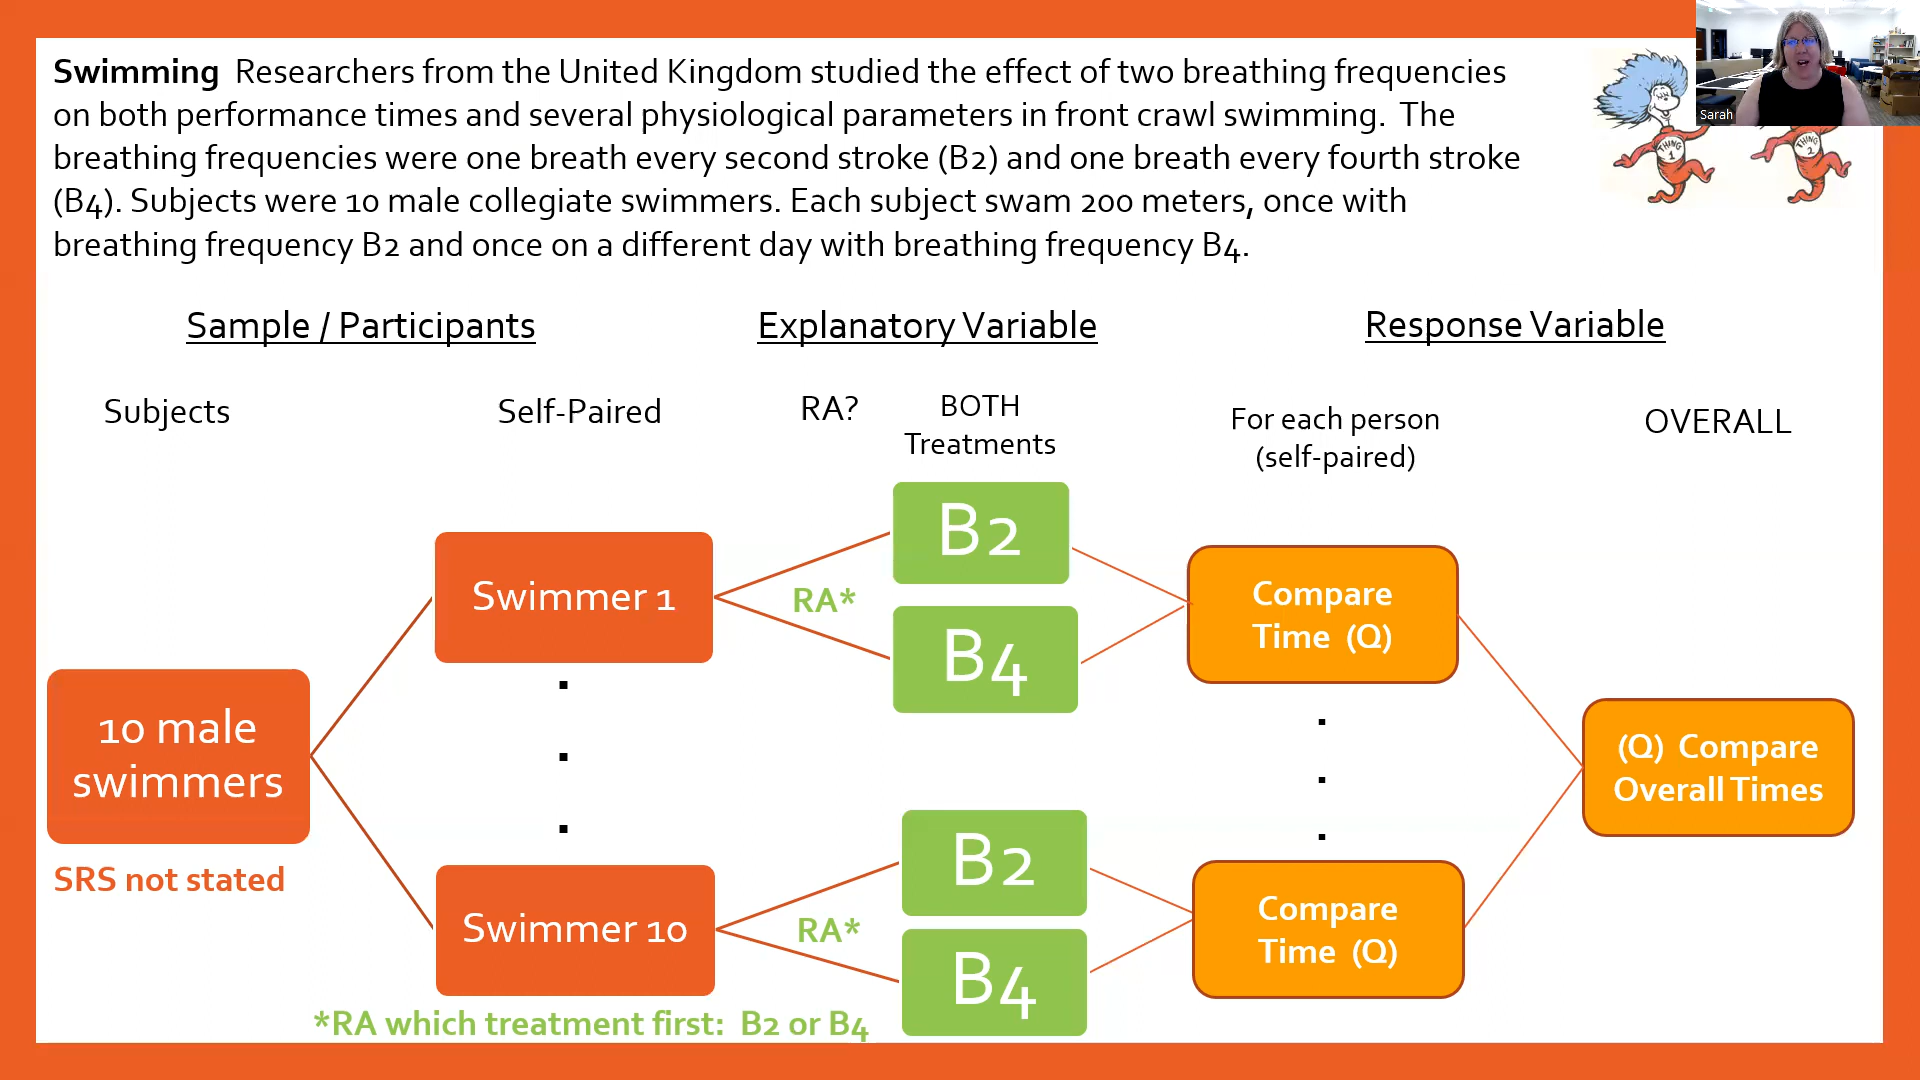 Swimming Researchers from the United Kingdom studied the effect of two breathing frequencies
on both performance times and several physiological parameters in front crawl swimming. The
breathing frequencies were one breath every second stroke (B2) and one breath every fourth stroke
(B4). Subjects were 10 male collegiate swimmers. Each subject swam 200 meters, once with
breathing frequency B2 and once on a different day with breathing frequency B4.
THING
1
THING
2
Sarah
Sample / Participants
Explanatory Variable
Response Variable
Subjects
Self-Paired
RA?
BOTH
Treatments
For each person
(self-paired)
OVERALL
10 male
swimmers
SRS not stated
Swimmer 1
.
.
.
Swimmer 10
RA*
B2
B4
RA*
B2
B4
*RA which treatment first: B2 or B4
Compare
Time (Q)
.
.
.
Compare
Time (Q)
(Q) Compare
Overall Times